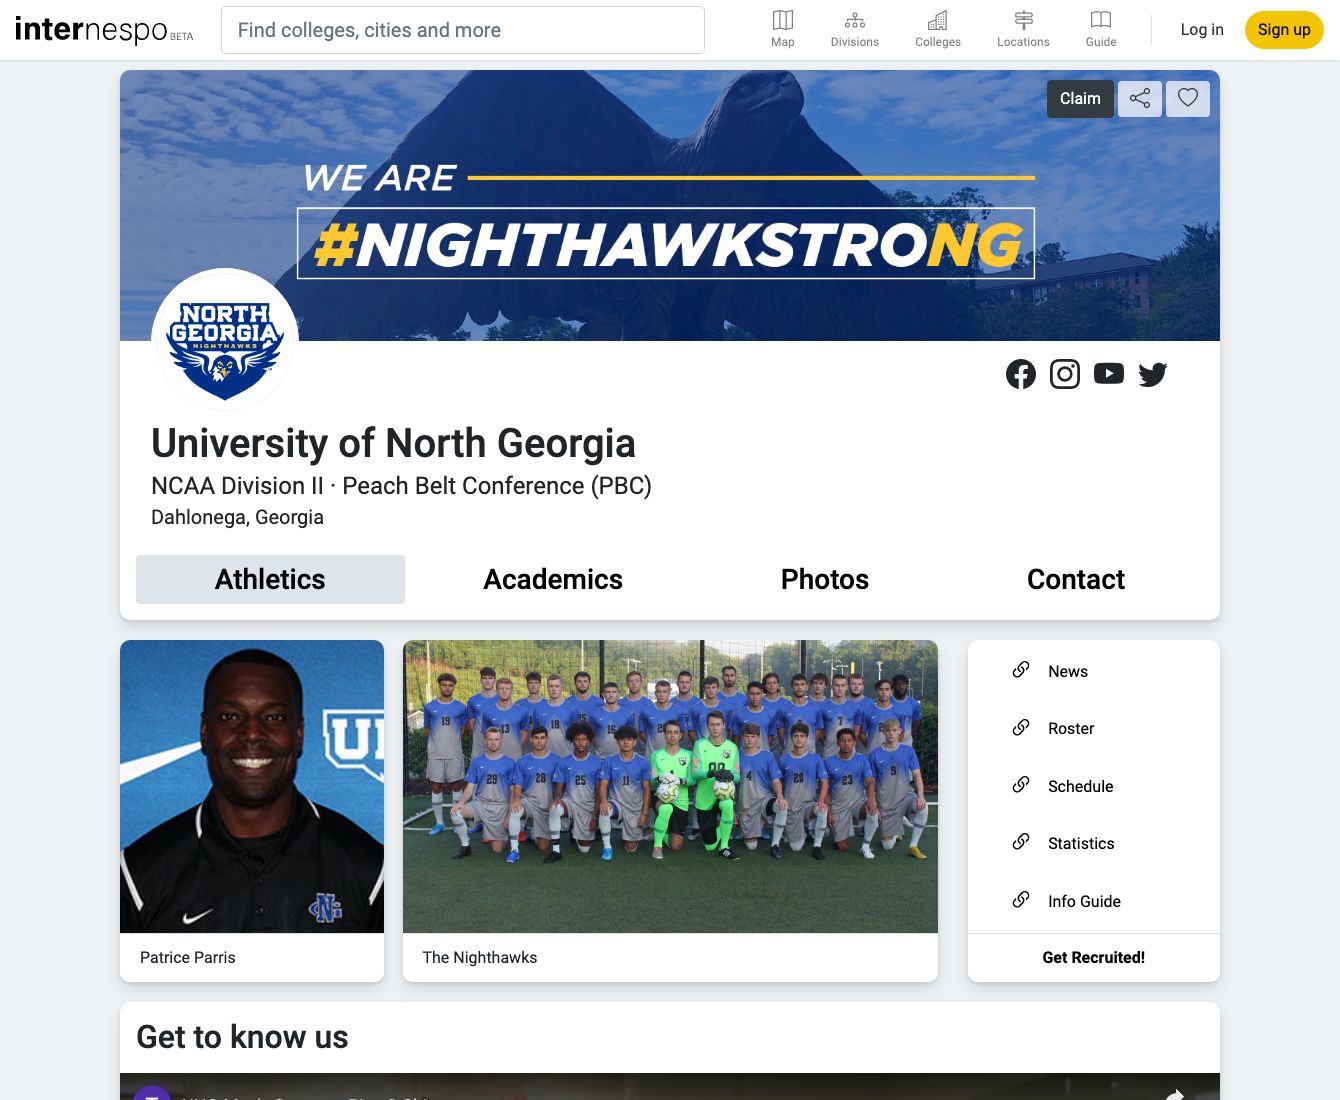 internespo BETA
Find colleges, cities and more
Map
Divisions
Colleges
Locations
Guide
Log in
Sign up
Claim
WE ARE
#NIGHTHAWKSTRONG
NORTH
GEORGIA
NIGHTHAWKS
University of North Georgia
NCAA Division II · Peach Belt Conference (PBC)
Dahlonega, Georgia
Athletics
Academics
Photos
Contact
Patrice Parris
The Nighthawks
News
Roster
Schedule
Statistics
Info Guide
Get Recruited!
Get to know us